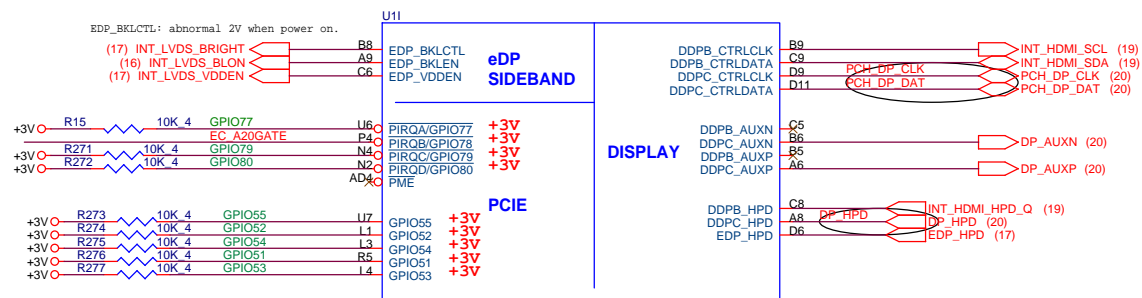 U1I
EDP_BKLCTL: abnormal 2V when power on.
(17) INT_LVDS_BRIGHT B8 EDP_BKLCTL
(16) INT_LVDS_BLON A9 EDP_BKLEN
(17) INT_LVDS_VDDEN C6 EDP_VDDEN
eDP
SIDEBAND
+3V R15 10K_4 GPIO77 U6 PIRQA/GPIO77 +3V
EC_A20GATE P4 PIRQB/GPIO78 +3V
+3V R271 10K_4 GPIO79 N4 PIRQC/GPIO79 +3V
+3V R272 10K_4 GPIO80 N2 PIRQD/GPIO80 +3V
AD4 PME
PCIE
+3V R273 10K_4 GPIO55 U7 GPIO55 +3V
+3V R274 10K_4 GPIO52 L1 GPIO52 +3V
+3V R275 10K_4 GPIO54 L3 GPIO54 +3V
+3V R276 10K_4 GPIO51 R5 GPIO51 +3V
+3V R277 10K_4 GPIO53 L4 GPIO53 +3V
DISPLAY
DDPB_CTRLCLK B9 INT_HDMI_SCL (19)
DDPB_CTRLDATA C9 INT_HDMI_SDA (19)
DDPC_CTRLCLK D9 PCH_DP_CLK PCH_DP_CLK (20)
DDPC_CTRLDATA D11 PCH_DP_DAT PCH_DP_DAT (20)
DDPB_AUXN C5
DDPC_AUXN B6 DP_AUXN (20)
DDPB_AUXP B5
DDPC_AUXP A6 DP_AUXP (20)
DDPB_HPD C8 INT_HDMI_HPD_Q (19)
DDPC_HPD A8 DP_HPD DP_HPD (20)
EDP_HPD D6 EDP_HPD (17)